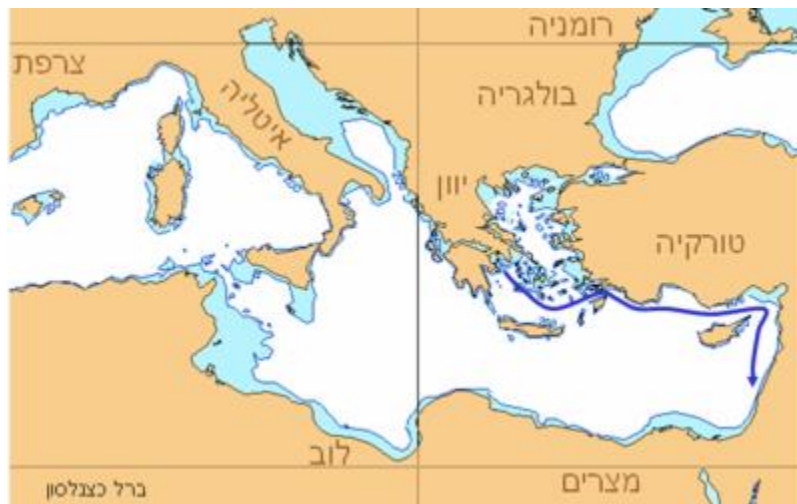 רומניה
צרפת
בולגריה
איטליה
יוון
טורקיה
לוב
מצרים
ברל כצנלסון